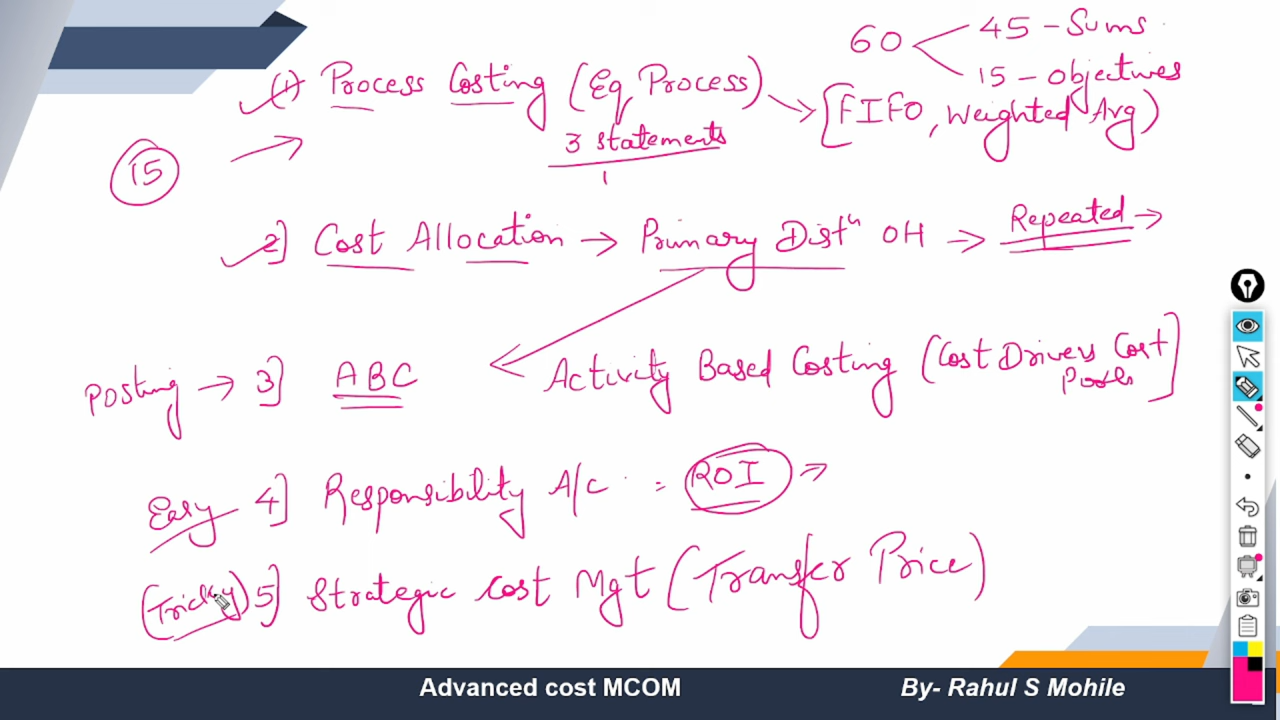 60 45 - Sums
15 - Objectives
1) Process Costing (Eq. Process) [FIFO, Weighted Avg)
3 statements
15
2] Cost Allocation → Primary Distⁿ OH → Repeated →
Posting → 3] ABC ← Activity Based Costing (Cost Drivers Cost
Pools]
Easy 4] Responsibility A/c = ROI ⇒
(Tricky) 5] Strategic Cost Mgt (Transfer Price)
Advanced cost MCOM By- Rahul S Mohile